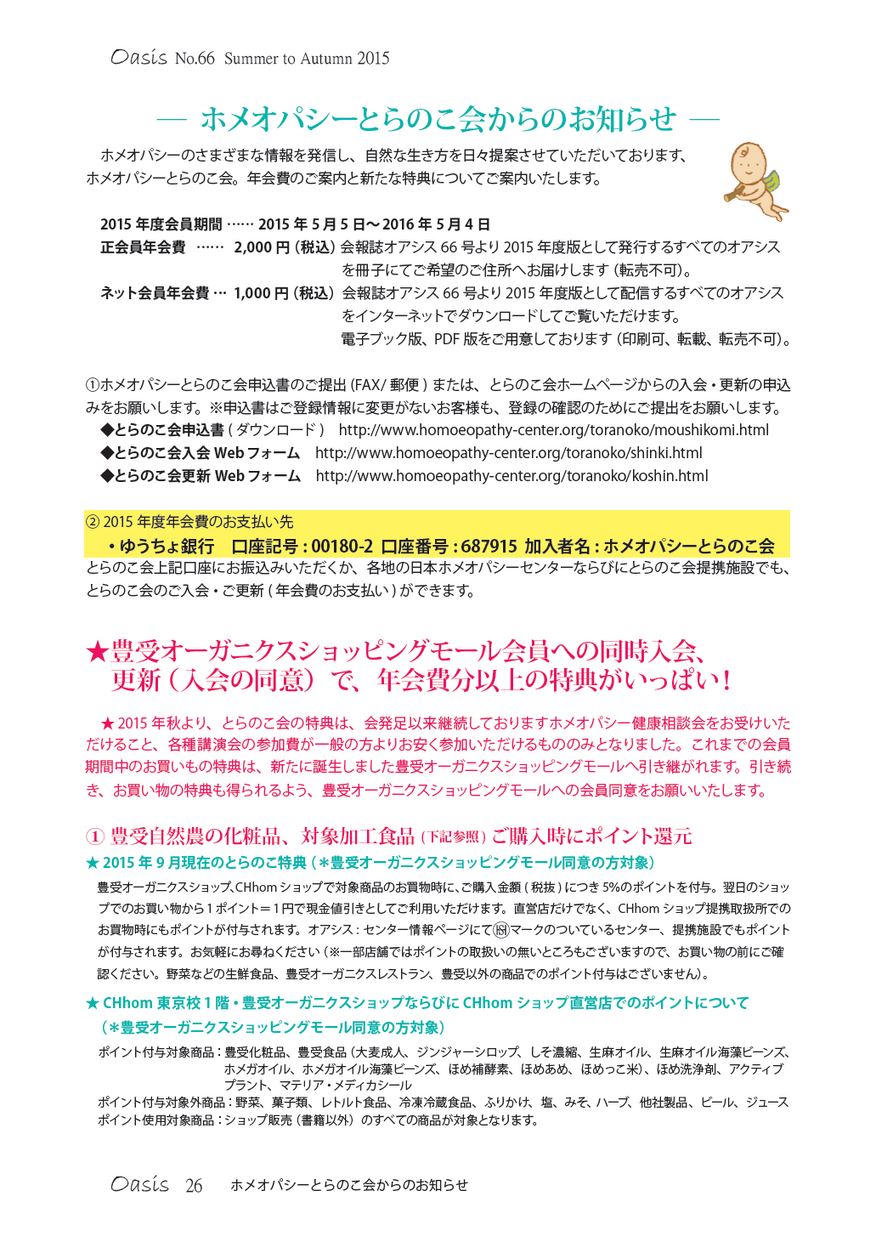 Oasis No.66 Summer to Autumn 2015
― ホメオパシーとらのこ会からのお知らせ ―
ホメオパシーのさまざまな情報を発信し、自然な生き方を日々提案させていただいております、
ホメオパシーとらのこ会。年会費のご案内と新たな特典についてご案内いたします。
2015 年度会員期間 …… 2015 年 5 月 5 日～ 2016 年 5 月 4 日
正会員年会費 …… 2,000 円（税込）会報誌オアシス 66 号より 2015 年度版として発行するすべてのオアシス
を冊子にてご希望のご住所へお届けします（転売不可）。
ネット会員年会費 … 1,000 円（税込）会報誌オアシス 66 号より 2015 年度版として配信するすべてのオアシス
をインターネットでダウンロードしてご覧いただけます。
電子ブック版、PDF 版をご用意しております（印刷可、転載、転売不可）。
①ホメオパシーとらのこ会申込書のご提出 (FAX/ 郵便 ) または、とらのこ会ホームページからの入会・更新の申込
みをお願いします。※申込書はご登録情報に変更がないお客様も、登録の確認のためにご提出をお願いします。
◆とらのこ会申込書 ( ダウンロード ) http://www.homoeopathy-center.org/toranoko/moushikomi.html
◆とらのこ会入会 Web フォーム http://www.homoeopathy-center.org/toranoko/shinki.html
◆とらのこ会更新 Web フォーム http://www.homoeopathy-center.org/toranoko/koshin.html
② 2015 年度年会費のお支払い先
・ゆうちょ銀行 口座記号 : 00180-2 口座番号 : 687915 加入者名 : ホメオパシーとらのこ会
とらのこ会上記口座にお振込みいただくか、各地の日本ホメオパシーセンターならびにとらのこ会提携施設でも、
とらのこ会のご入会・ご更新 ( 年会費のお支払い ) ができます。
★豊受オーガニクスショッピングモール会員への同時入会、
更新（入会の同意）で、年会費分以上の特典がいっぱい！
★ 2015 年秋より、とらのこ会の特典は、会発足以来継続しておりますホメオパシー健康相談会をお受けいた
だけること、各種講演会の参加費が一般の方よりお安く参加いただけるもののみとなりました。これまでの会員
期間中のお買いもの特典は、新たに誕生しました豊受オーガニクスショッピングモールへ引き継がれます。引き続
き、お買い物の特典も得られるよう、豊受オーガニクスショッピングモールへの会員同意をお願いいたします。
① 豊受自然農の化粧品、対象加工食品 (下記参照) ご購入時にポイント還元
★ 2015 年 9 月現在のとらのこ特典（＊豊受オーガニクスショッピングモール同意の方対象）
豊受オーガニクスショップ、CHhom ショップで対象商品のお買物時に、ご購入金額 ( 税抜 ) につき 5%のポイントを付与。翌日のショッ
プでのお買い物から 1 ポイント＝ 1 円で現金値引きとしてご利用いただけます。直営店だけでなく、CHhom ショップ提携取扱所での
お買物時にもポイントが付与されます。オアシス : センター情報ページにてマークのついているセンター、提携施設でもポイント
が付与されます。お気軽にお尋ねください（※一部店舗ではポイントの取扱いの無いところもございますので、お買い物の前にご確
認ください。野菜などの生鮮食品、豊受オーガニクスレストラン、豊受以外の商品でのポイント付与はございません）。
★ CHhom 東京校 1 階・豊受オーガニクスショップならびに CHhom ショップ直営店でのポイントについて
（＊豊受オーガニクスショッピングモール同意の方対象）
ポイント付与対象商品：豊受化粧品、豊受食品（大麦成人、ジンジャーシロップ、しそ濃縮、生麻オイル、生麻オイル海藻ビーンズ、
ホメガオイル、ホメガオイル海藻ビーンズ、ほめ補酵素、ほめあめ、ほめっこ米）、ほめ洗浄剤、アクティブ
プラント、マテリア・メディカシール
ポイント付与対象外商品：野菜、菓子類、レトルト食品、冷凍冷蔵食品、ふりかけ、塩、みそ、ハーブ、他社製品、ビール、ジュース
ポイント使用対象商品：ショップ販売（書籍以外）のすべての商品が対象となります。
Oasis 26 ホメオパシーとらのこ会からのお知らせ